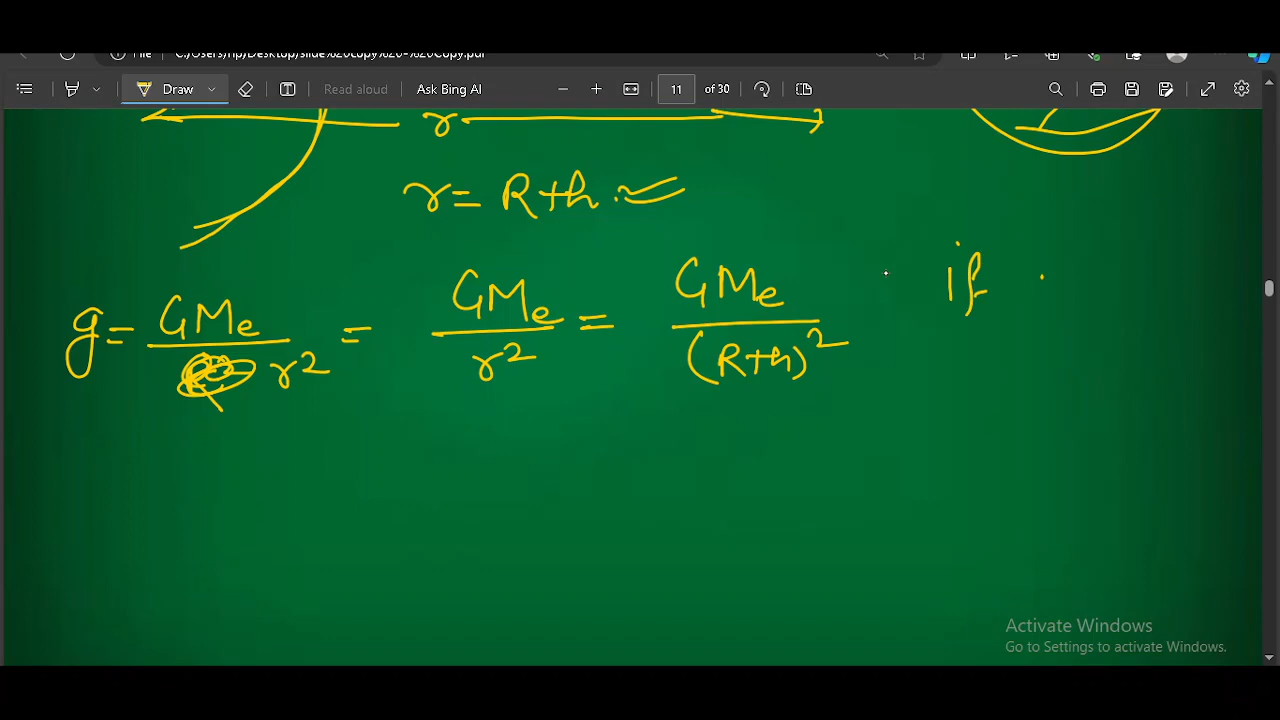 File C:/Users/hp/Desktop/slide%20copy%20-%20Copy.pdf
Draw Read aloud Ask Bing AI 11 of 30
r
r = R+h.
g = GMe / r2 = GMe / r2 = GMe / (R+h)2 if
Activate Windows
Go to Settings to activate Windows.